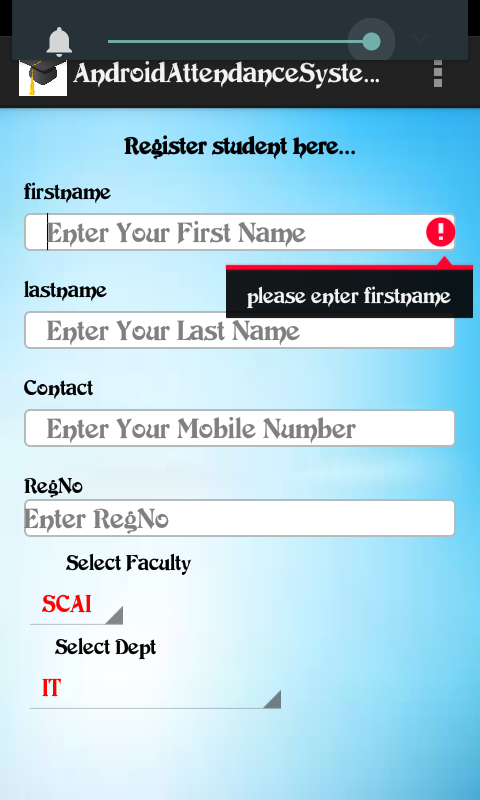 AndroidAttendanceSyste...
Register student here...
firstname
Enter Your First Name
please enter firstname
lastname
Enter Your Last Name
Contact
Enter Your Mobile Number
RegNo
Enter RegNo
Select Faculty
SCAI
Select Dept
IT